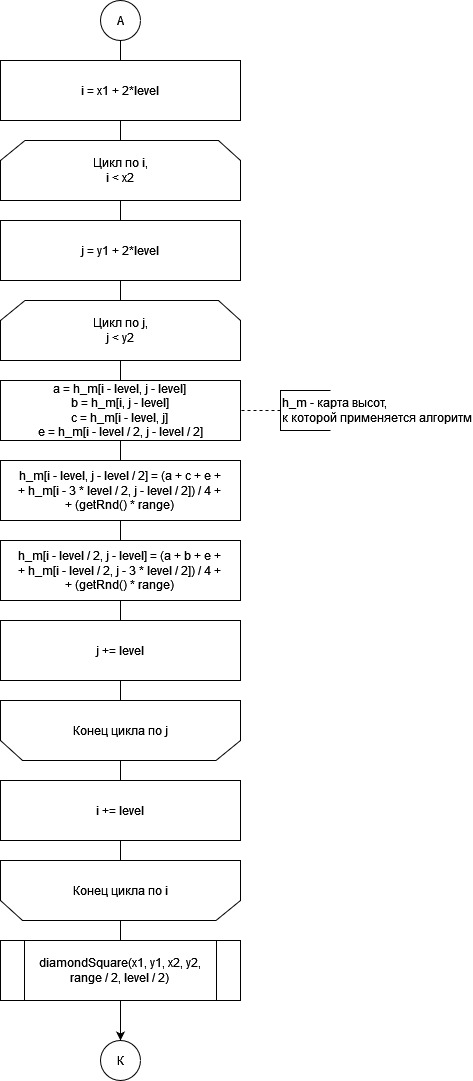 A
i = x1 + 2*level
Цикл по i,
i < x2
j = y1 + 2*level
Цикл по j,
j < y2
a = h_m[i - level, j - level]
b = h_m[i, j - level]
c = h_m[i - level, j]
e = h_m[i - level / 2, j - level / 2]
h_m - карта высот,
к которой применяется алгоритм
h_m[i - level, j - level / 2] = (a + c + e +
+ h_m[i - 3 * level / 2, j - level / 2]) / 4 +
+ (getRnd() * range)
h_m[i - level / 2, j - level] = (a + b + e +
+ h_m[i - level / 2, j - 3 * level / 2]) / 4 +
+ (getRnd() * range)
j += level
Конец цикла по j
i += level
Конец цикла по i
diamondSquare(x1, y1, x2, y2,
range / 2, level / 2)
К